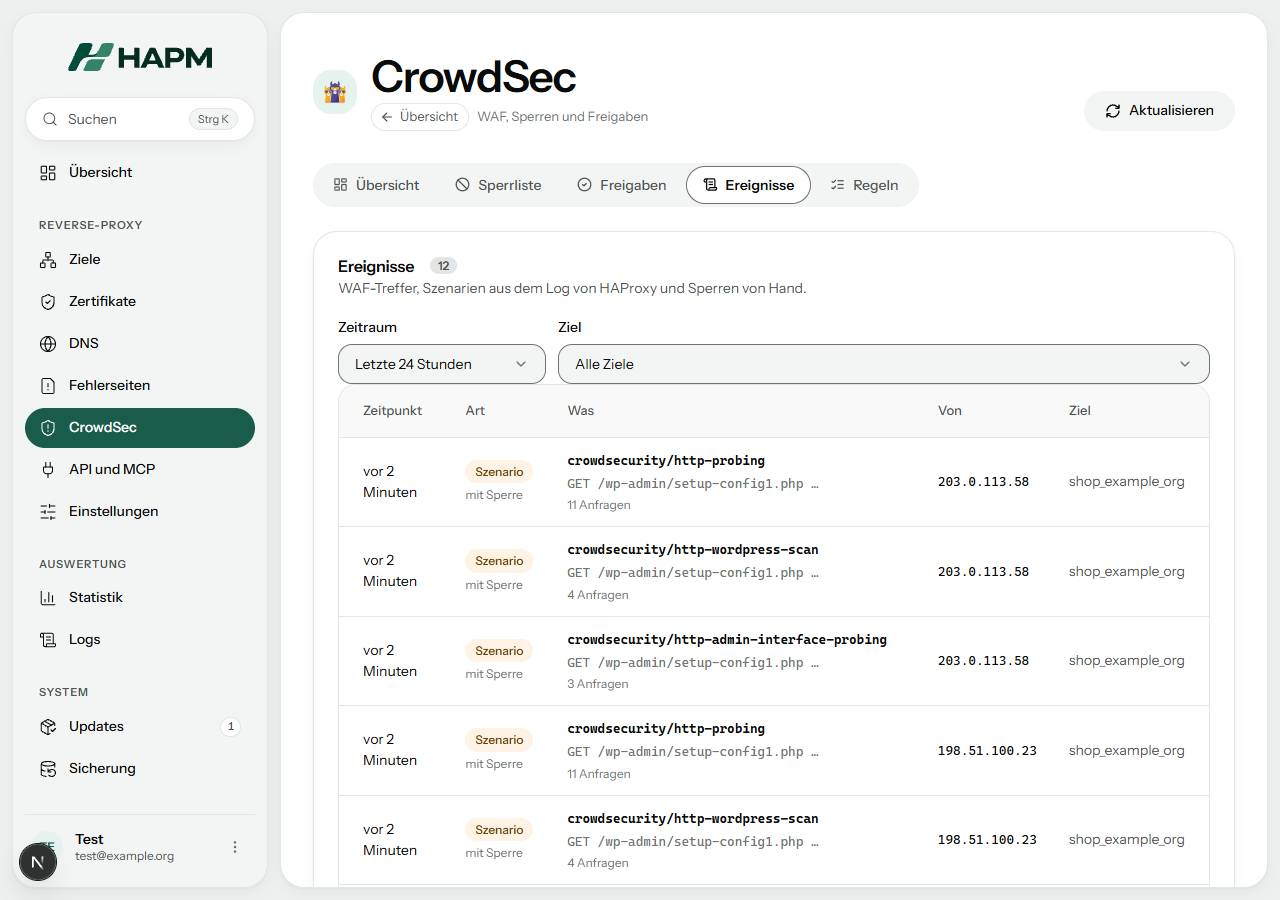 HAPM
Suchen
Strg K
Übersicht
REVERSE-PROXY
Ziele
Zertifikate
DNS
Fehlerseiten
CrowdSec
API und MCP
Einstellungen
AUSWERTUNG
Statistik
Logs
SYSTEM
Updates
1
Sicherung
Test
test@example.org
N
CrowdSec
Übersicht
WAF, Sperren und Freigaben
Aktualisieren
Übersicht
Sperrliste
Freigaben
Ereignisse
Regeln
Ereignisse 12
WAF-Treffer, Szenarien aus dem Log von HAProxy und Sperren von Hand.
Zeitraum
Ziel
Letzte 24 Stunden
Alle Ziele
Zeitpunkt Art Was Von Ziel
vor 2
Minuten
Szenario
mit Sperre
crowdsecurity/http-probing
GET /wp-admin/setup-config1.php …
11 Anfragen
203.0.113.58
shop_example_org
vor 2
Minuten
Szenario
mit Sperre
crowdsecurity/http-wordpress-scan
GET /wp-admin/setup-config1.php …
4 Anfragen
203.0.113.58
shop_example_org
vor 2
Minuten
Szenario
mit Sperre
crowdsecurity/http-admin-interface-probing
GET /wp-admin/setup-config1.php …
3 Anfragen
203.0.113.58
shop_example_org
vor 2
Minuten
Szenario
mit Sperre
crowdsecurity/http-probing
GET /wp-admin/setup-config1.php …
11 Anfragen
198.51.100.23
shop_example_org
vor 2
Minuten
Szenario
mit Sperre
crowdsecurity/http-wordpress-scan
GET /wp-admin/setup-config1.php …
4 Anfragen
198.51.100.23
shop_example_org